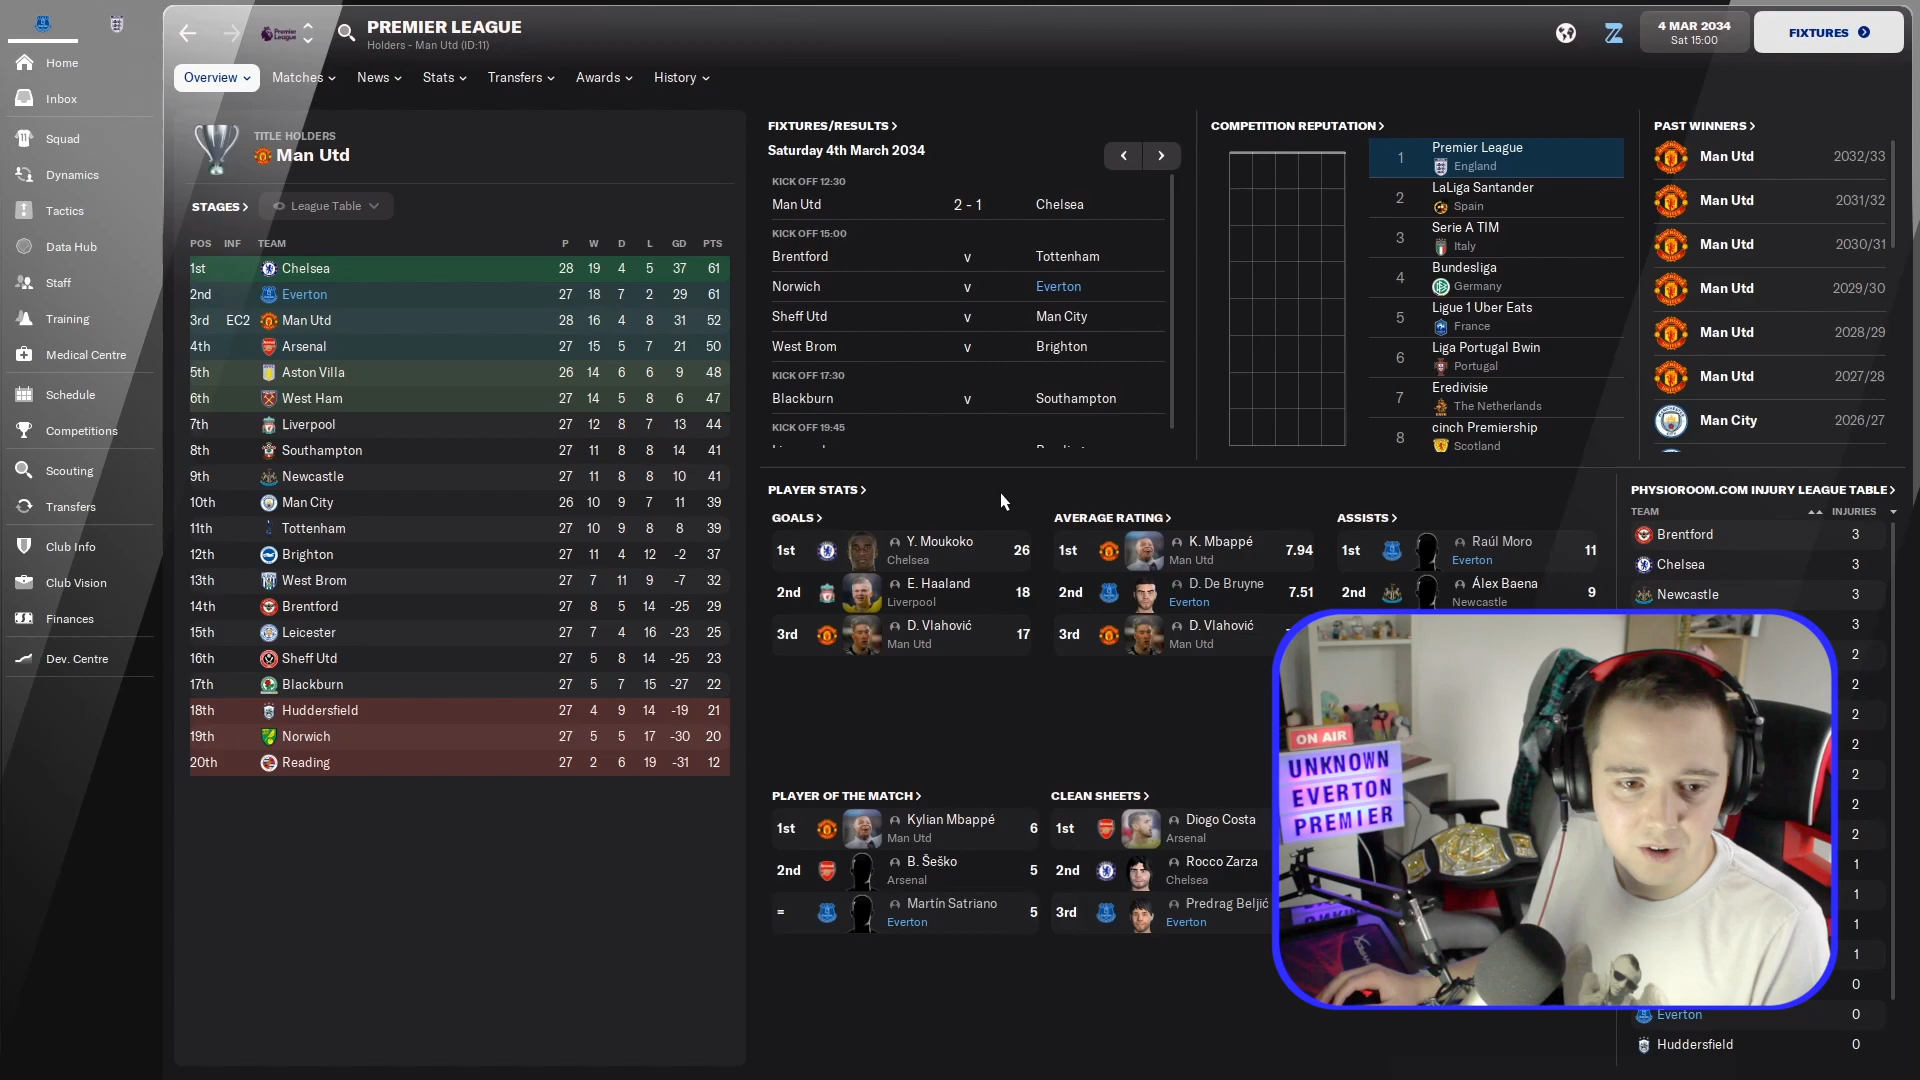 PREMIER LEAGUE
Holders - Man Utd (ID:11)
4 MAR 2034
Sat 15:00
FIXTURES
Home
Inbox
Squad
Dynamics
Tactics
Data Hub
Staff
Training
Medical Centre
Schedule
Competitions
Scouting
Transfers
Club Info
Club Vision
Finances
Dev. Centre
Overview Matches News Stats Transfers Awards History
TITLE HOLDERS
Man Utd
STAGES League Table
POS INF TEAM P W D L GD PTS
1st Chelsea 28 19 4 5 37 61
2nd Everton 27 18 7 2 29 61
3rd EC2 Man Utd 28 16 4 8 31 52
4th Arsenal 27 15 5 7 21 50
5th Aston Villa 26 14 6 6 9 48
6th West Ham 27 14 5 8 6 47
7th Liverpool 27 12 8 7 13 44
8th Southampton 27 11 8 8 14 41
9th Newcastle 27 11 8 8 10 41
10th Man City 26 10 9 7 11 39
11th Tottenham 27 10 9 8 8 39
12th Brighton 27 11 4 12 -2 37
13th West Brom 27 7 11 9 -7 32
14th Brentford 27 8 5 14 -25 29
15th Leicester 27 7 4 16 -23 25
16th Sheff Utd 27 5 8 14 -25 23
17th Blackburn 27 5 7 15 -27 22
18th Huddersfield 27 4 9 14 -19 21
19th Norwich 27 5 5 17 -30 20
20th Reading 27 2 6 19 -31 12
FIXTURES/RESULTS
Saturday 4th March 2034
KICK OFF 12:30
Man Utd 2 - 1 Chelsea
KICK OFF 15:00
Brentford v Tottenham
Norwich v Everton
Sheff Utd v Man City
West Brom v Brighton
KICK OFF 17:30
Blackburn v Southampton
KICK OFF 19:45
COMPETITION REPUTATION
1 Premier League
England
2 LaLiga Santander
Spain
3 Serie A TIM
Italy
4 Bundesliga
Germany
5 Ligue 1 Uber Eats
France
6 Liga Portugal Bwin
Portugal
7 Eredivisie
The Netherlands
8 cinch Premiership
Scotland
PAST WINNERS
Man Utd 2032/33
Man Utd 2031/32
Man Utd 2030/31
Man Utd 2029/30
Man Utd 2028/29
Man Utd 2027/28
Man City 2026/27
PLAYER STATS
GOALS
1st Y. Moukoko 26
Chelsea
2nd E. Haaland 18
Liverpool
3rd D. Vlahović 17
Man Utd
AVERAGE RATING
1st K. Mbappé 7.94
Man Utd
2nd D. De Bruyne 7.51
Everton
3rd D. Vlahović
Man Utd
ASSISTS
1st Raúl Moro 11
Everton
2nd Álex Baena 9
Newcastle
PLAYER OF THE MATCH
1st Kylian Mbappé 6
Man Utd
2nd B. Šeško 5
Arsenal
= Martín Satriano 5
Everton
CLEAN SHEETS
1st Diogo Costa
Arsenal
2nd Rocco Zarza
Chelsea
3rd Predrag Beljić
Everton
PHYSIOROOM.COM INJURY LEAGUE TABLE
TEAM INJURIES
Brentford 3
Chelsea 3
Newcastle 3
3
2
2
2
2
2
2
2
1
1
1
1
0
Everton 0
Huddersfield 0
ON AIR
UNKNOWN
EVERTON
PREMIER